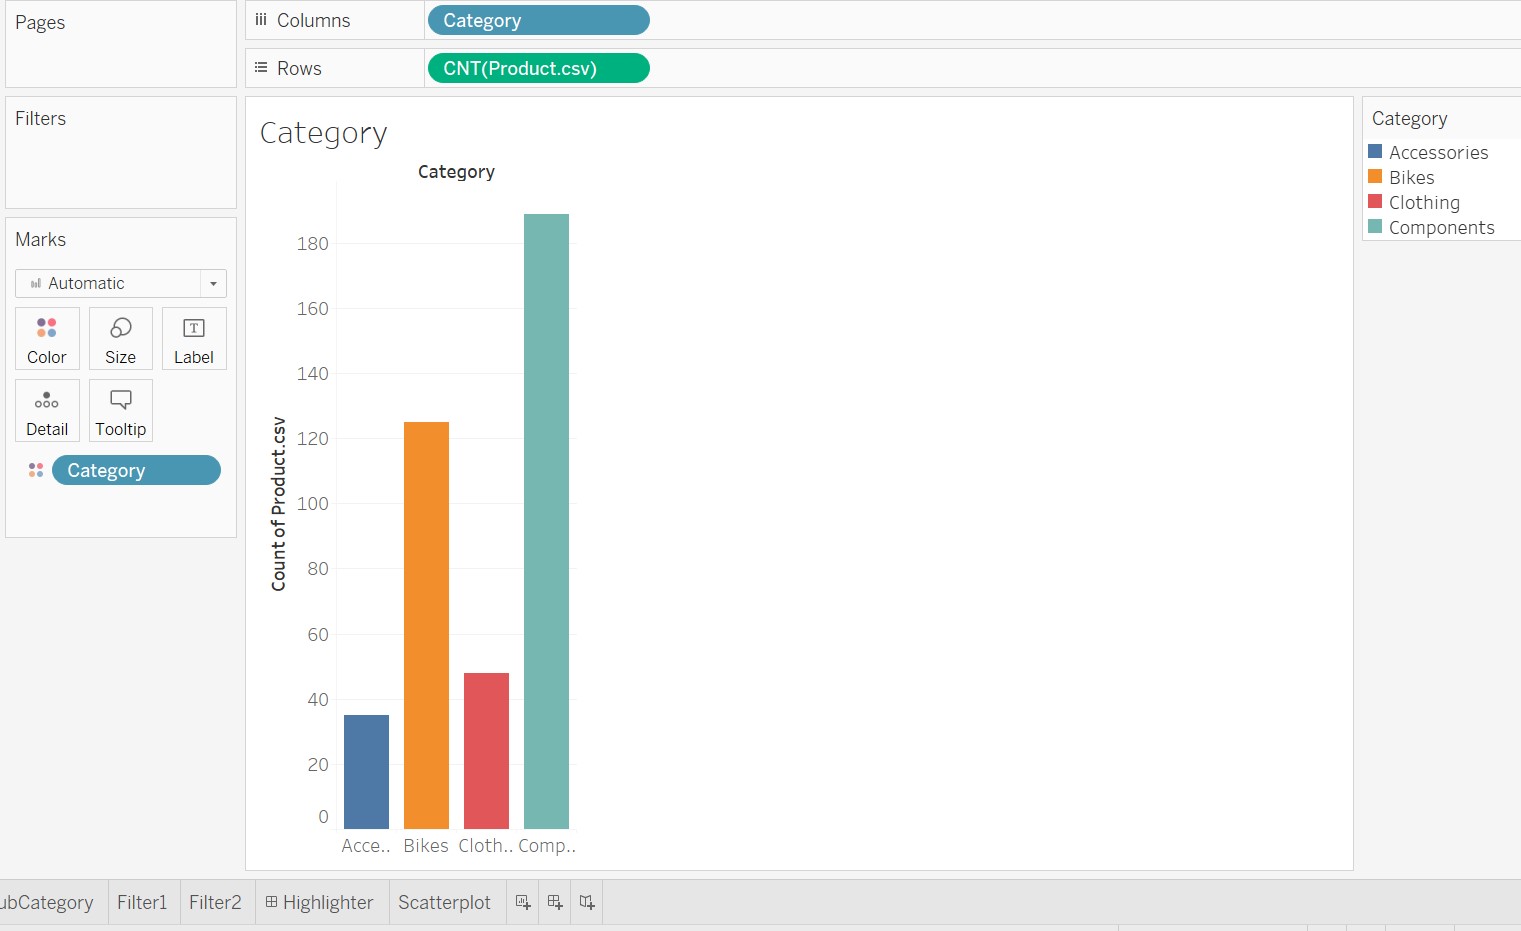 Pages
Columns
Category
Rows
CNT(Product.csv)
Filters
Marks
Automatic
Color
Size
Label
Detail
Tooltip
Category
Category
Category
Count of Product.csv
180
160
140
120
100
80
60
40
20
0
Acce.. Bikes Cloth.. Comp..
Category
Accessories
Bikes
Clothing
Components
ubCategory Filter1 Filter2 Highlighter Scatterplot